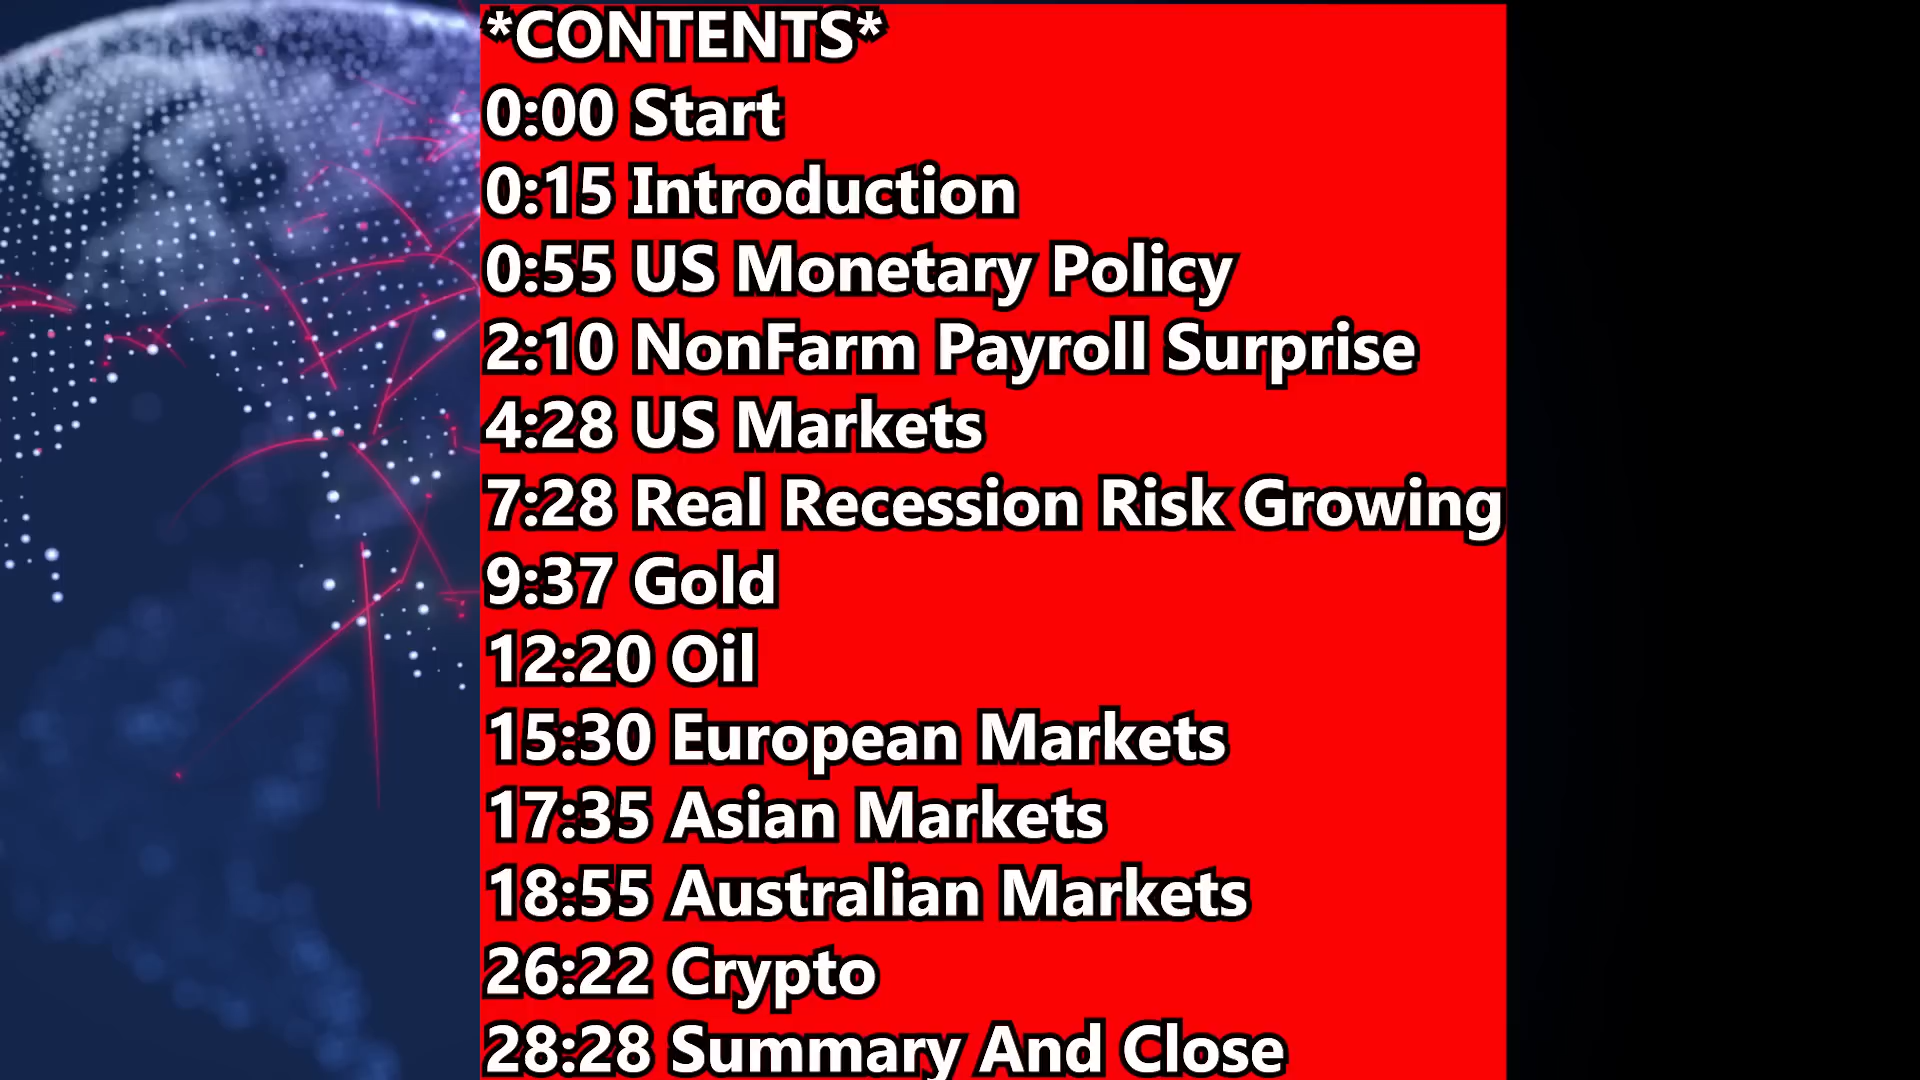 *CONTENTS*
0:00 Start
0:15 Introduction
0:55 US Monetary Policy
2:10 NonFarm Payroll Surprise
4:28 US Markets
7:28 Real Recession Risk Growing
9:37 Gold
12:20 Oil
15:30 European Markets
17:35 Asian Markets
18:55 Australian Markets
26:22 Crypto
28:28 Summary And Close